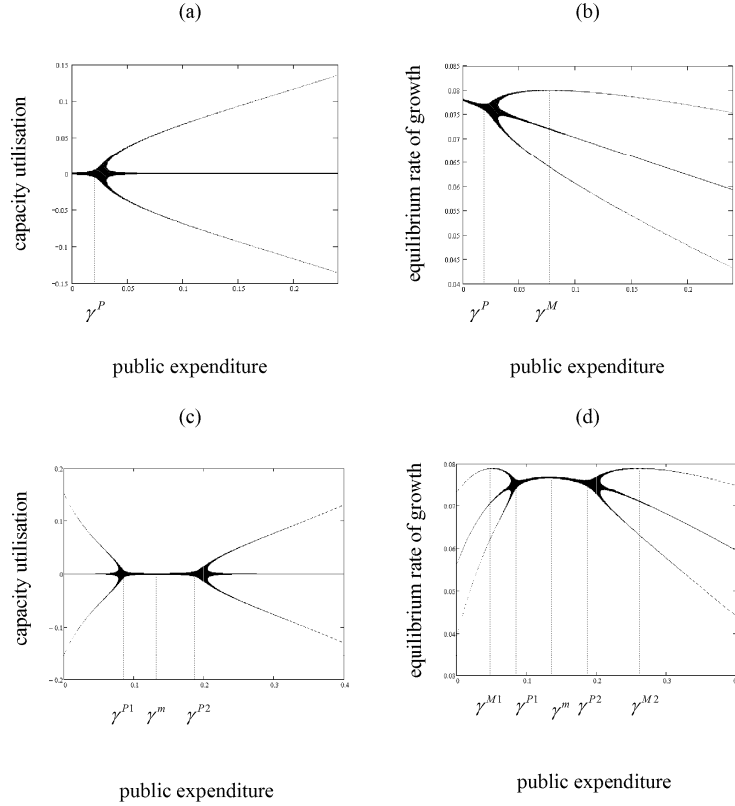 (a)
capacity utilisation
0.15
0.1
0.05
0
−0.05
−0.1
−0.15
0
0.05
0.1
0.15
0.2
γ^P
public expenditure
(b)
equilibrium rate of growth
0.085
0.08
0.075
0.07
0.065
0.06
0.055
0.05
0.045
0.04
0
0.05
0.1
0.15
0.2
γ^P
γ^M
public expenditure
(c)
capacity utilisation
0.2
0.1
0
−0.1
−0.2
0
0.1
0.2
0.3
0.4
γ^P1
γ^m
γ^P2
public expenditure
(d)
equilibrium rate of growth
0.08
0.07
0.06
0.05
0.04
0.03
0
0.1
0.2
0.3
γ^M1
γ^P1
γ^m
γ^P2
γ^M2
public expenditure